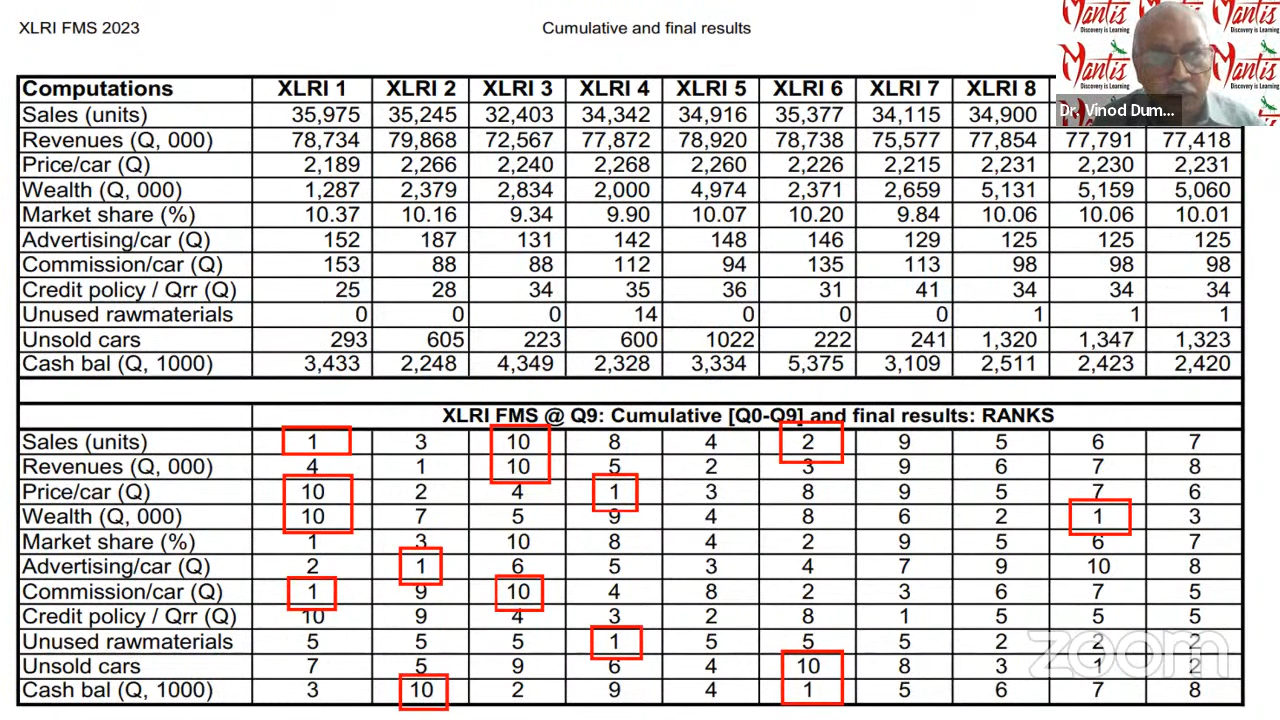 XLRI FMS 2023 Cumulative and final results
Mantis Mantis
Discovery is Learning Discovery is Learning
Mantis Mantis
Discovery is Learning Discovery is Learning
Dr. Vinod Dum...
Computations XLRI 1 XLRI 2 XLRI 3 XLRI 4 XLRI 5 XLRI 6 XLRI 7 XLRI 8
Sales (units) 35,975 35,245 32,403 34,342 34,916 35,377 34,115 34,900
Revenues (Q, 000) 78,734 79,868 72,567 77,872 78,920 78,738 75,577 77,854 77,791 77,418
Price/car (Q) 2,189 2,266 2,240 2,268 2,260 2,226 2,215 2,231 2,230 2,231
Wealth (Q, 000) 1,287 2,379 2,834 2,000 4,974 2,371 2,659 5,131 5,159 5,060
Market share (%) 10.37 10.16 9.34 9.90 10.07 10.20 9.84 10.06 10.06 10.01
Advertising/car (Q) 152 187 131 142 148 146 129 125 125 125
Commission/car (Q) 153 88 88 112 94 135 113 98 98 98
Credit policy / Qrr (Q) 25 28 34 35 36 31 41 34 34 34
Unused rawmaterials 0 0 0 14 0 0 0 1 1 1
Unsold cars 293 605 223 600 1022 222 241 1,320 1,347 1,323
Cash bal (Q, 1000) 3,433 2,248 4,349 2,328 3,334 5,375 3,109 2,511 2,423 2,420
XLRI FMS @ Q9: Cumulative [Q0-Q9] and final results: RANKS
Sales (units) 1 3 10 8 4 2 9 5 6 7
Revenues (Q, 000) 4 1 10 5 2 3 9 6 7 8
Price/car (Q) 10 2 4 1 3 8 9 5 7 6
Wealth (Q, 000) 10 7 5 9 4 8 6 2 1 3
Market share (%) 1 3 10 8 4 2 9 5 6 7
Advertising/car (Q) 2 1 6 5 3 4 7 9 10 8
Commission/car (Q) 1 9 10 4 8 2 3 6 7 5
Credit policy / Qrr (Q) 10 9 4 3 2 8 1 5 5 5
Unused rawmaterials 5 5 5 1 5 5 5 2 2 2
Unsold cars 7 5 9 6 4 10 8 3 1 2
Cash bal (Q, 1000) 3 10 2 9 4 1 5 6 7 8
zoom